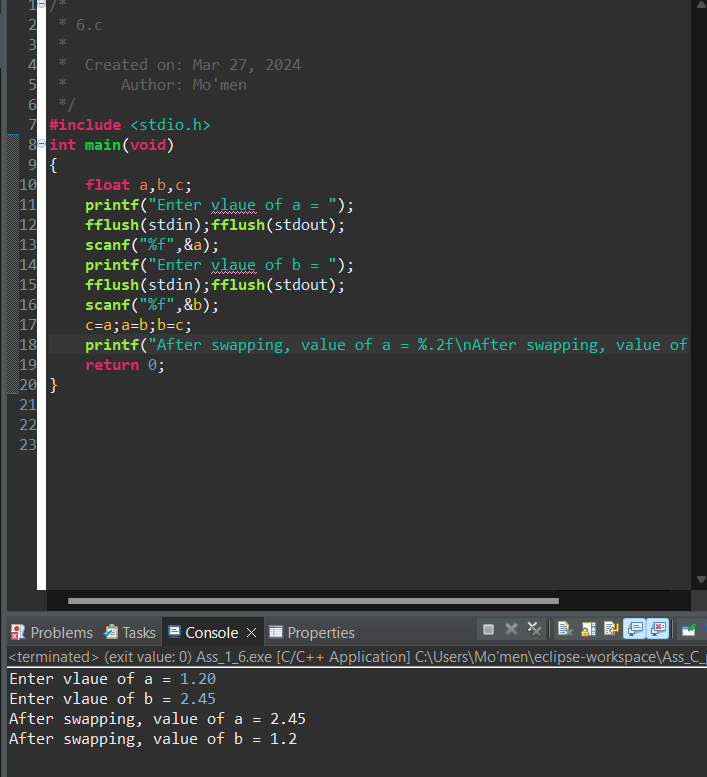 1 /*
2 * 6.c
3 *
4 * Created on: Mar 27, 2024
5 * Author: Mo'men
6 */
7 #include <stdio.h>
8 int main(void)
9 {
10 float a,b,c;
11 printf("Enter vlaue of a = ");
12 fflush(stdin);fflush(stdout);
13 scanf("%f",&a);
14 printf("Enter vlaue of b = ");
15 fflush(stdin);fflush(stdout);
16 scanf("%f",&b);
17 c=a;a=b;b=c;
18 printf("After swapping, value of a = %.2f\nAfter swapping, value of
19 return 0;
20 }
21
22
23
Problems Tasks Console Properties
<terminated> (exit value: 0) Ass_1_6.exe [C/C++ Application] C:\Users\Mo'men\eclipse-workspace\Ass_C_
Enter vlaue of a = 1.20
Enter vlaue of b = 2.45
After swapping, value of a = 2.45
After swapping, value of b = 1.2